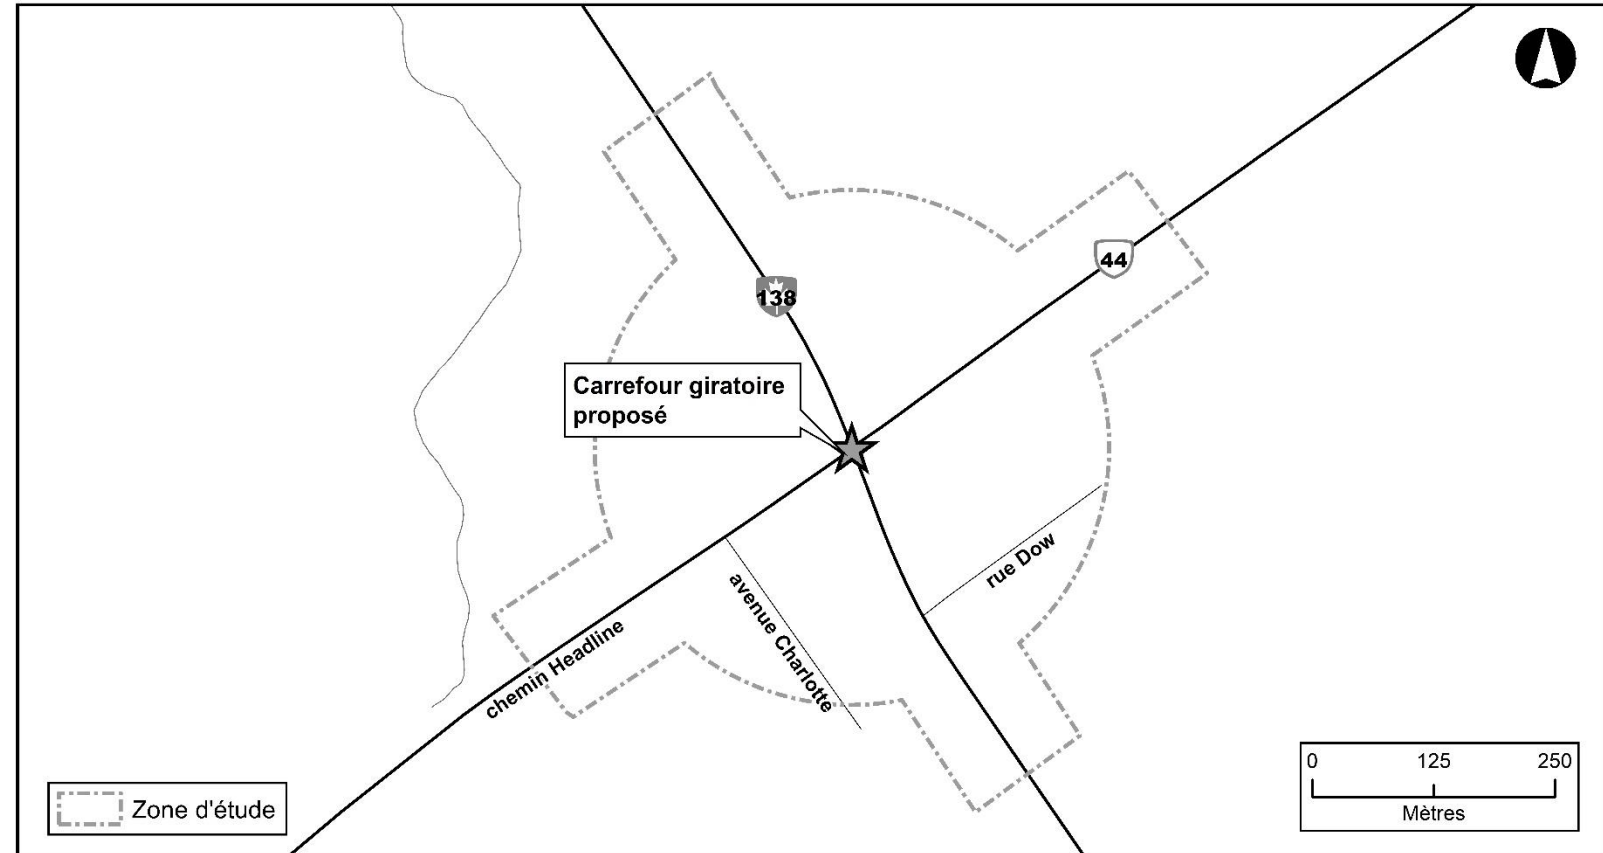 44
138
Carrefour giratoire
proposé
rue Dow
avenue Charlotte
chemin Headline
Zone d'étude
0 125 250
Mètres